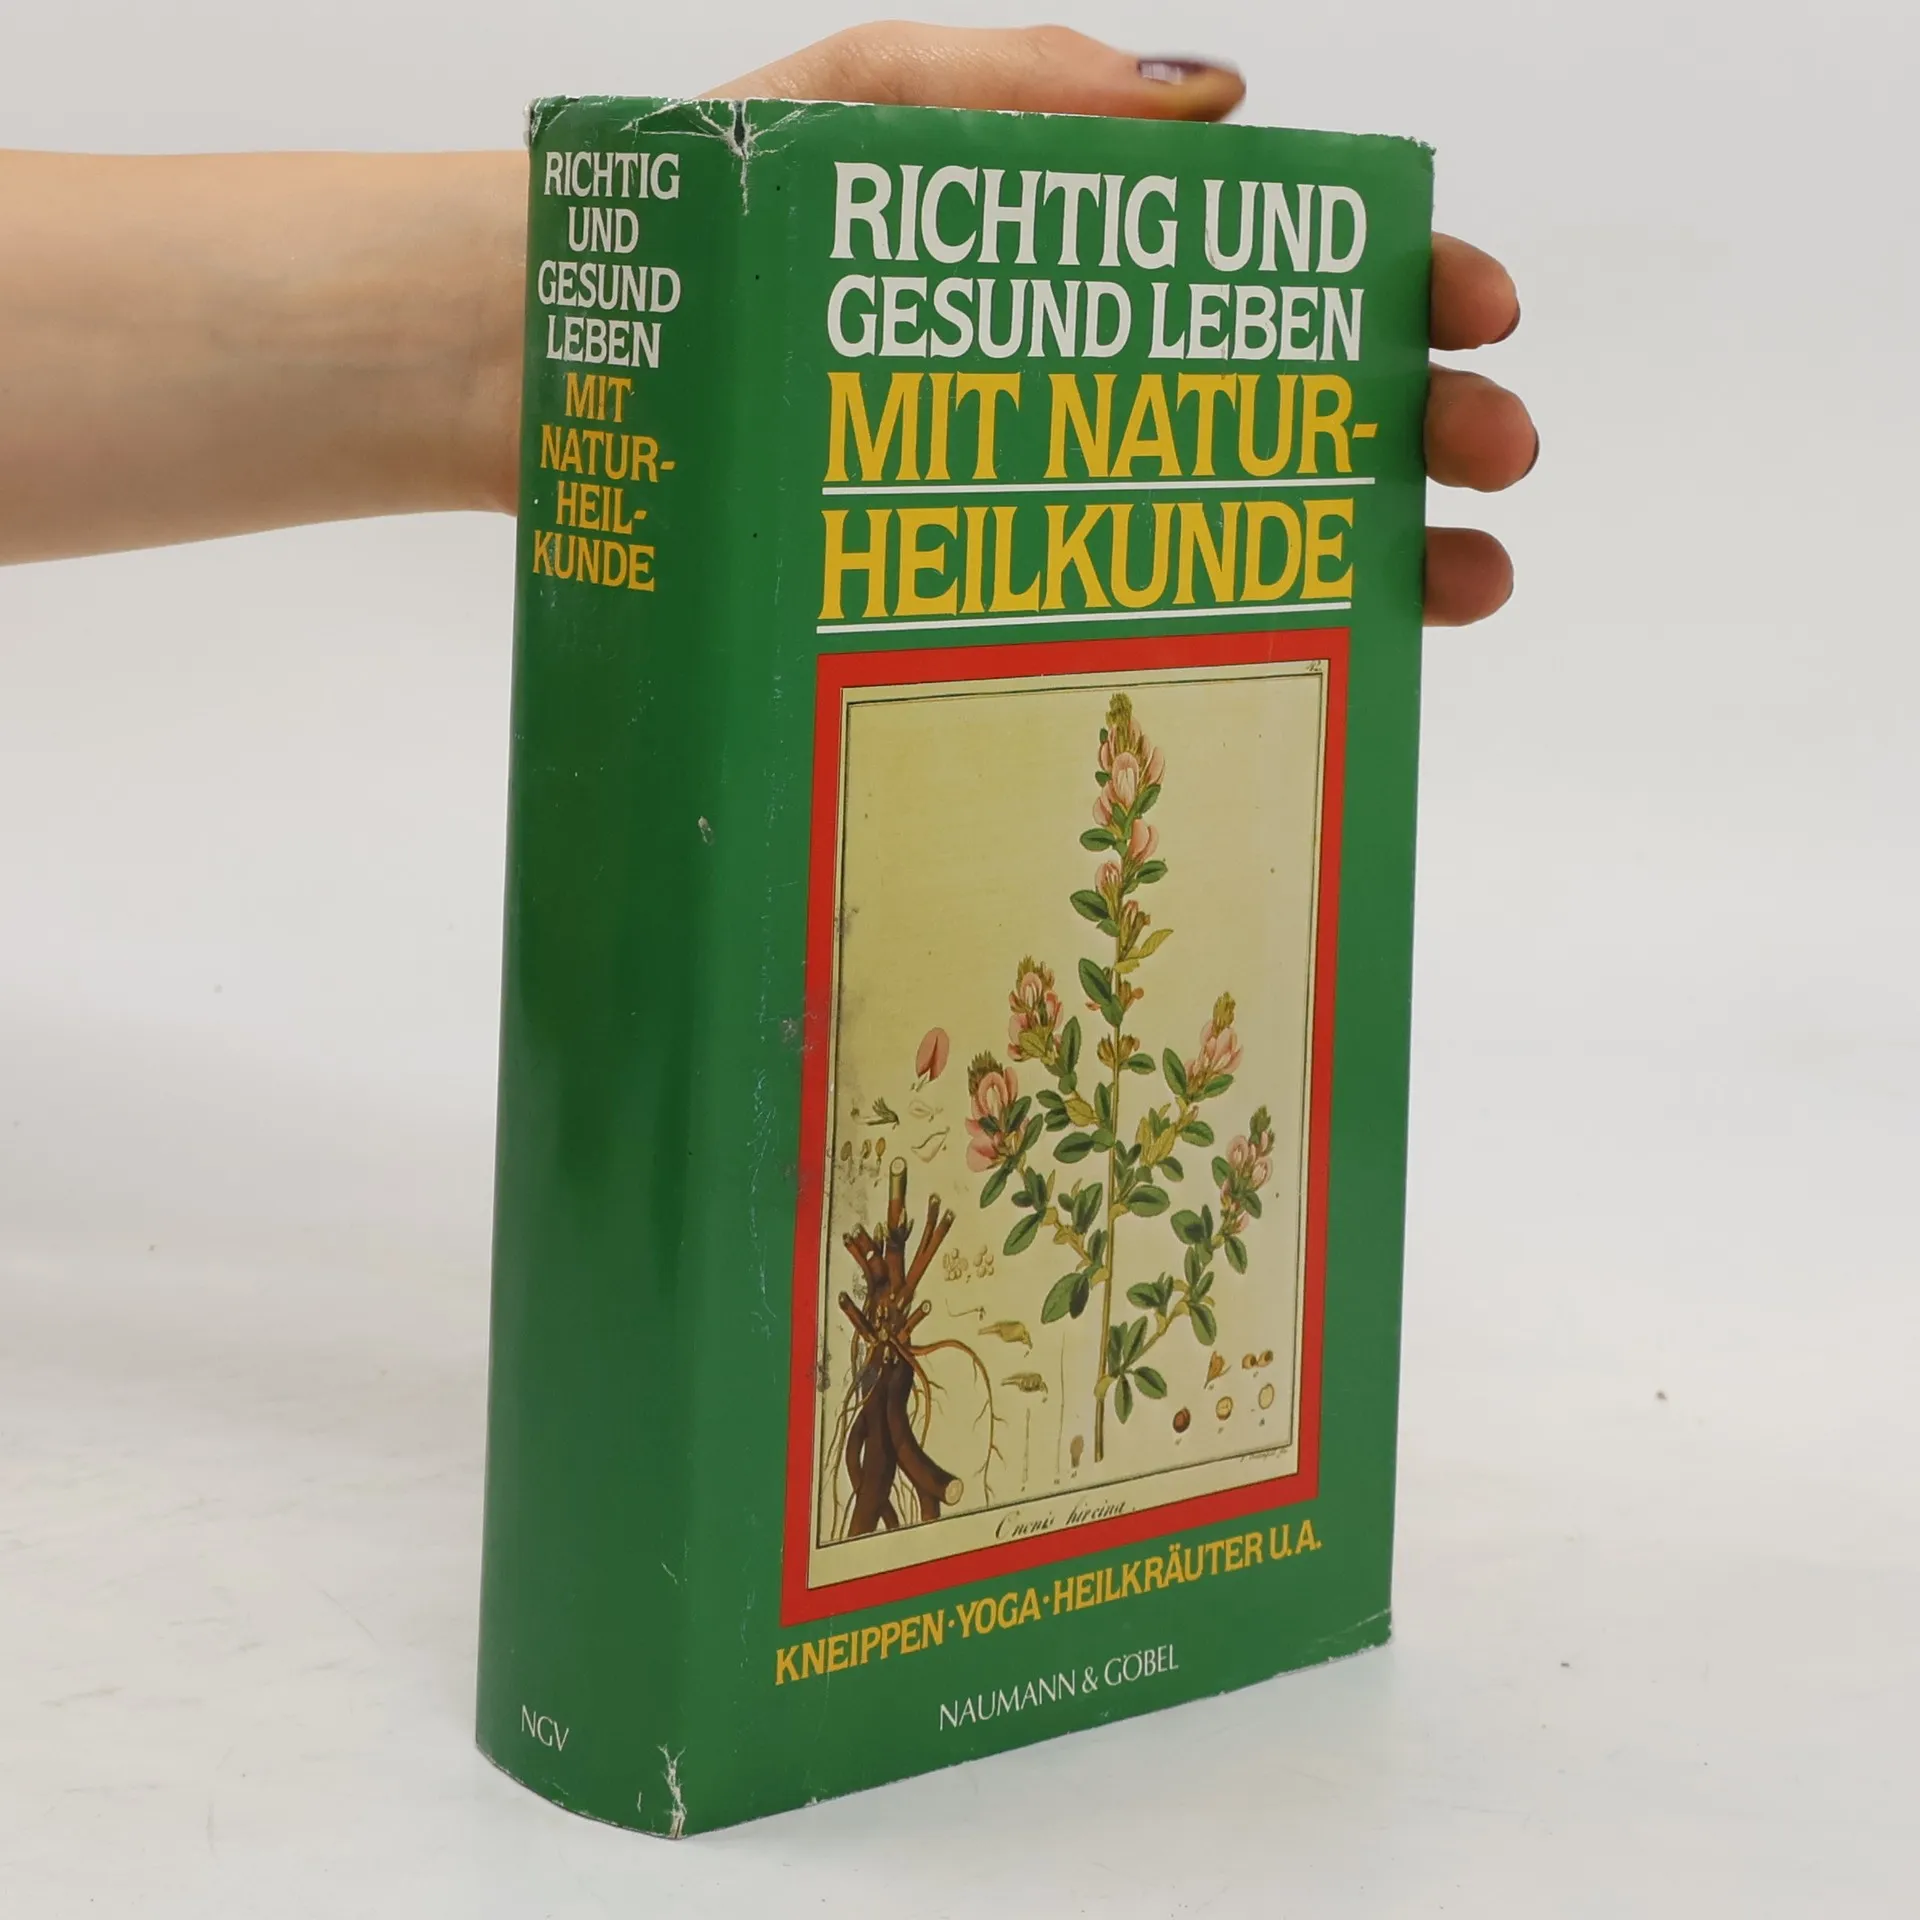 RICHTIG
UND
GESUND
LEBEN
MIT
NATUR-
HEIL-
KUNDE
NGV
RICHTIG UND
GESUND LEBEN
MIT NATUR-
HEILKUNDE
Ononis hircina.
KNEIPPEN·YOGA·HEILKRÄUTER U.A.
NAUMANN & GÖBEL